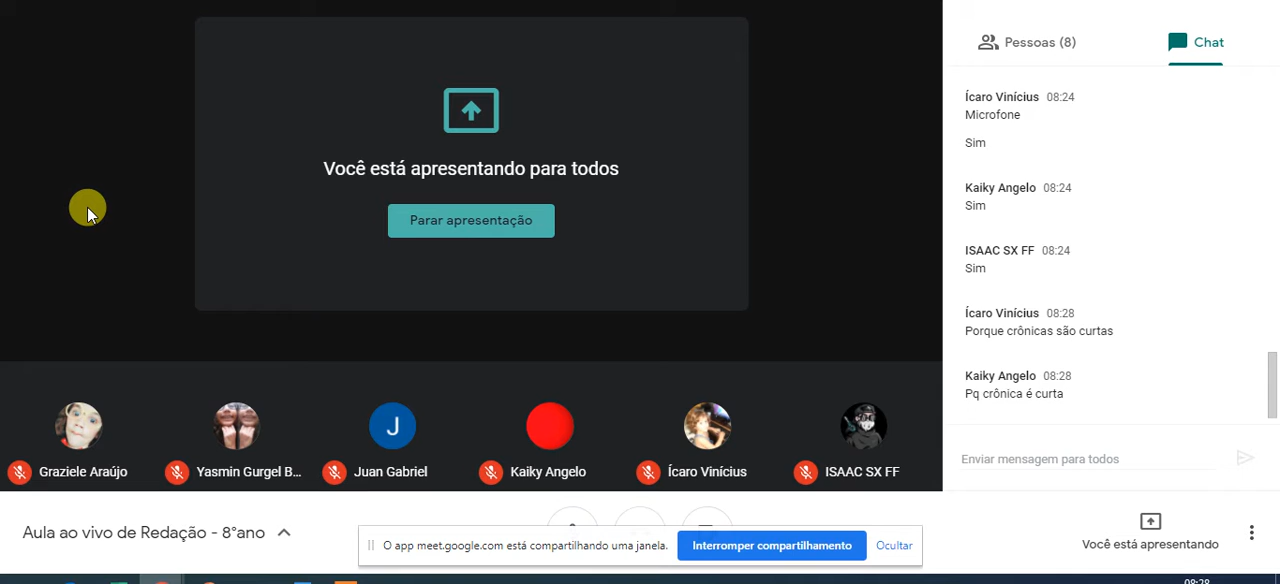 Pessoas (8)
Chat
Ícaro Vinícius 08:24
Microfone
Sim
Kaiky Angelo 08:24
Sim
ISAAC SX FF 08:24
Sim
Ícaro Vinícius 08:28
Porque crônicas são curtas
Kaiky Angelo 08:28
Pq crônica é curta
Enviar mensagem para todos
Você está apresentando para todos
Parar apresentação
J
Graziele Araújo
Yasmin Gurgel B...
Juan Gabriel
Kaiky Angelo
Ícaro Vinícius
ISAAC SX FF
Aula ao vivo de Redação - 8°ano
O app meet.google.com está compartilhando uma janela.
Interromper compartilhamento
Ocultar
Você está apresentando
08:28